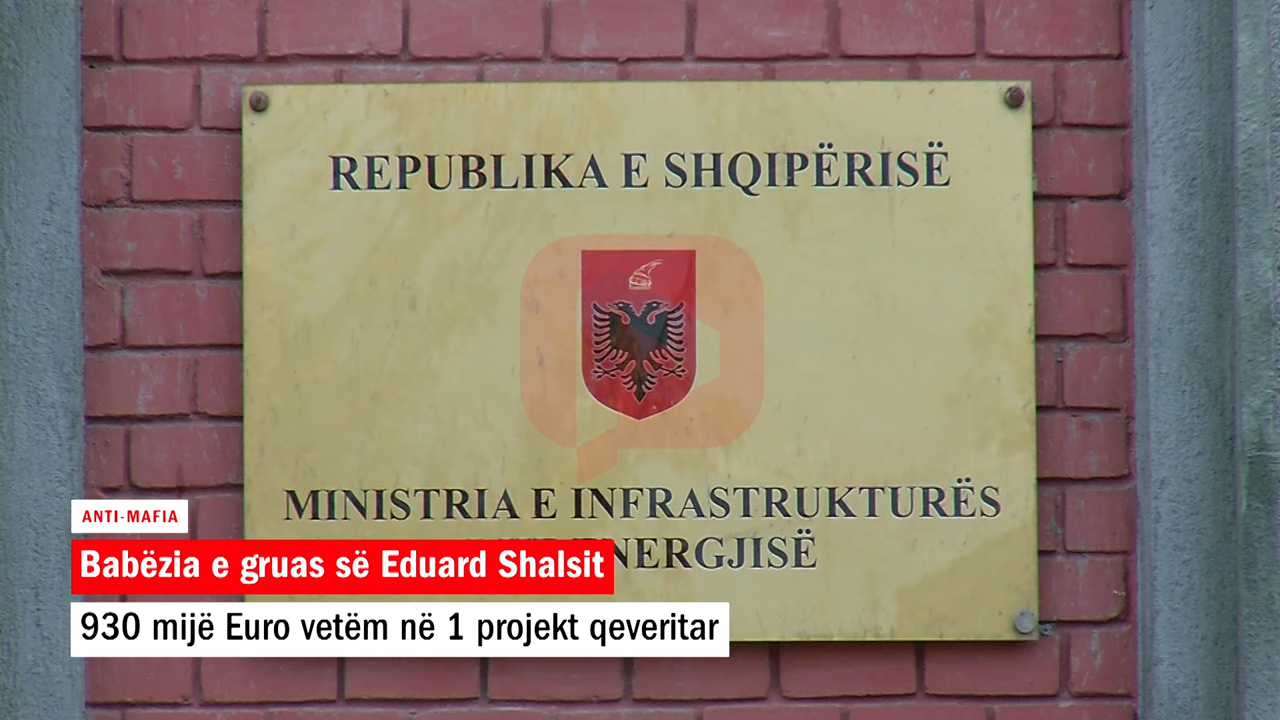 REPUBLIKA E SHQIPËRISË
MINISTRIA E INFRASTRUKTURËS
ENERGJISË
ANTI-MAFIA
Babëzia e gruas së Eduard Shalsit
930 mijë Euro vetëm në 1 projekt qeveritar